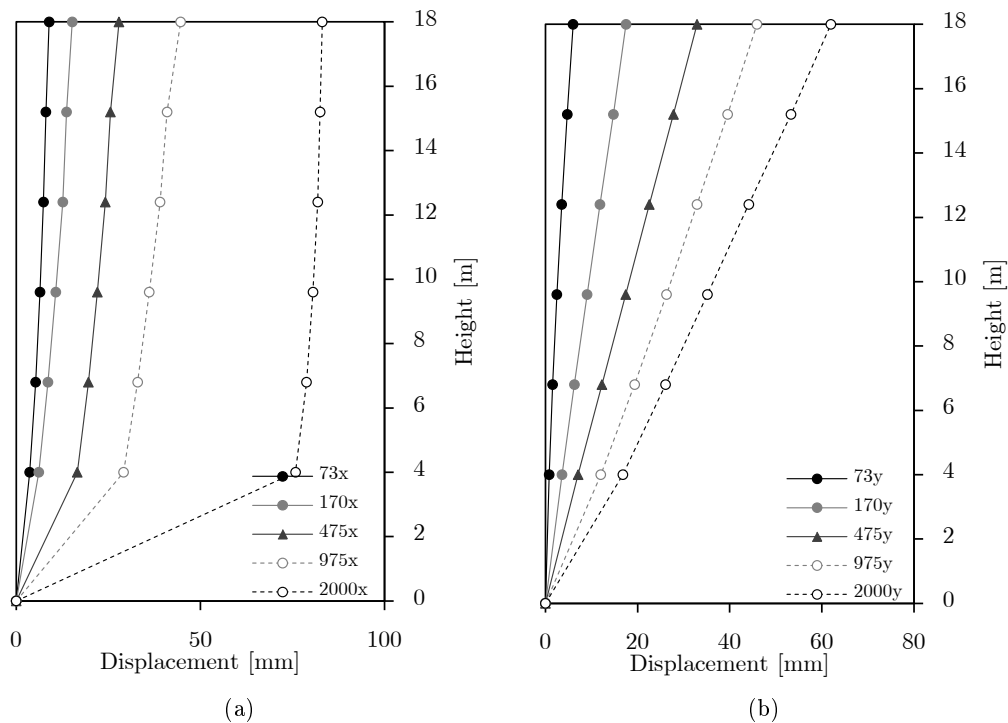 18
16
14
12
10
8
6
4
2
0
Height [m]
73x
170x
475x
975x
2000x
0
50
100
Displacement [mm]
(a)
18
16
14
12
10
8
6
4
2
0
Height [m]
73y
170y
475y
975y
2000y
0
20
40
60
80
Displacement [mm]
(b)